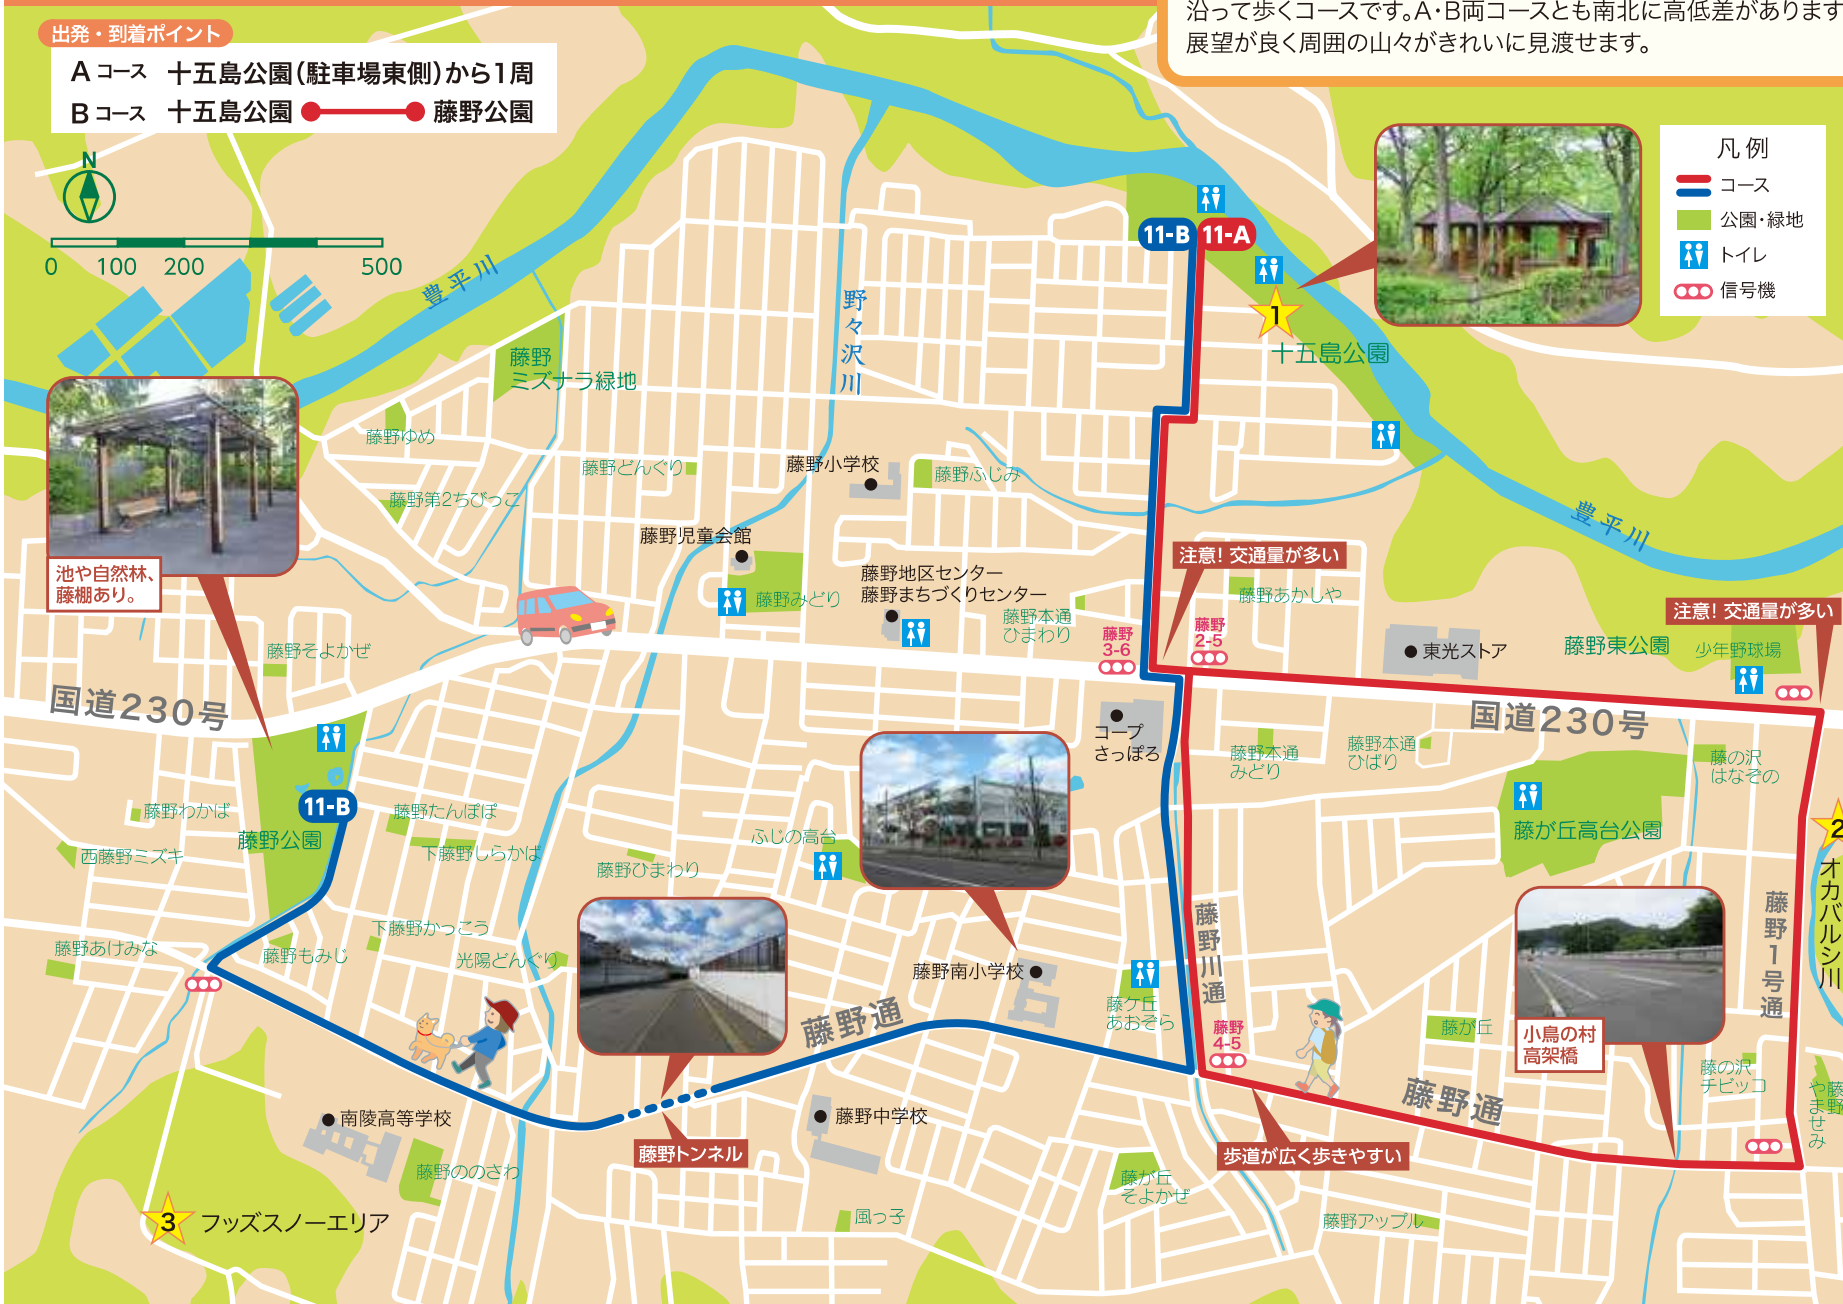 沿って歩くコースです。A・B両コースとも南北に高低差があります
展望が良く周囲の山々がきれいに見渡せます。
出発・到着ポイント
A コース 十五島公園(駐車場東側)から1周
B コース 十五島公園 藤野公園
N
0 100 200 500
凡例
コース
公園・緑地
トイレ
信号機
豊平川
野々沢川
11-B
11-A
1
十五島公園
藤野
ミズナラ緑地
藤野ゆめ
藤野どんぐり
藤野小学校
藤野ふじみ
藤野第2ちびっこ
豊平川
藤野児童会館
注意! 交通量が多い
池や自然林、
藤棚あり。
藤野地区センター
藤野まちづくりセンター
藤野みどり
藤野本通
ひまわり
藤野
3-6
藤野
2-5
藤野あかしや
注意! 交通量が多い
東光ストア
藤野東公園
少年野球場
藤野そよかぜ
国道230号
国道230号
コープ
さっぽろ
藤野本通
みどり
藤野本通
ひばり
藤の沢
はなぞの
11-B
藤野わかば
藤野公園
藤野たんぽぽ
西藤野ミズキ
下藤野しらかば
藤野ひまわり
ふじの高台
藤が丘高台公園
2
オカバルシ川
藤野1号通
藤野川通
藤野あけみな
藤野もみじ
下藤野かっこう
光陽どんぐり
藤野南小学校
藤ケ丘
あおぞら
藤野通
藤野
4-5
藤が丘
小鳥の村
高架橋
藤の沢
チビッコ
藤野
やませみ
藤野通
南陵高等学校
藤野中学校
藤野トンネル
歩道が広く歩きやすい
藤野ののさわ
藤が丘
そよかぜ
3
フッズスノーエリア
風っ子
藤野アップル